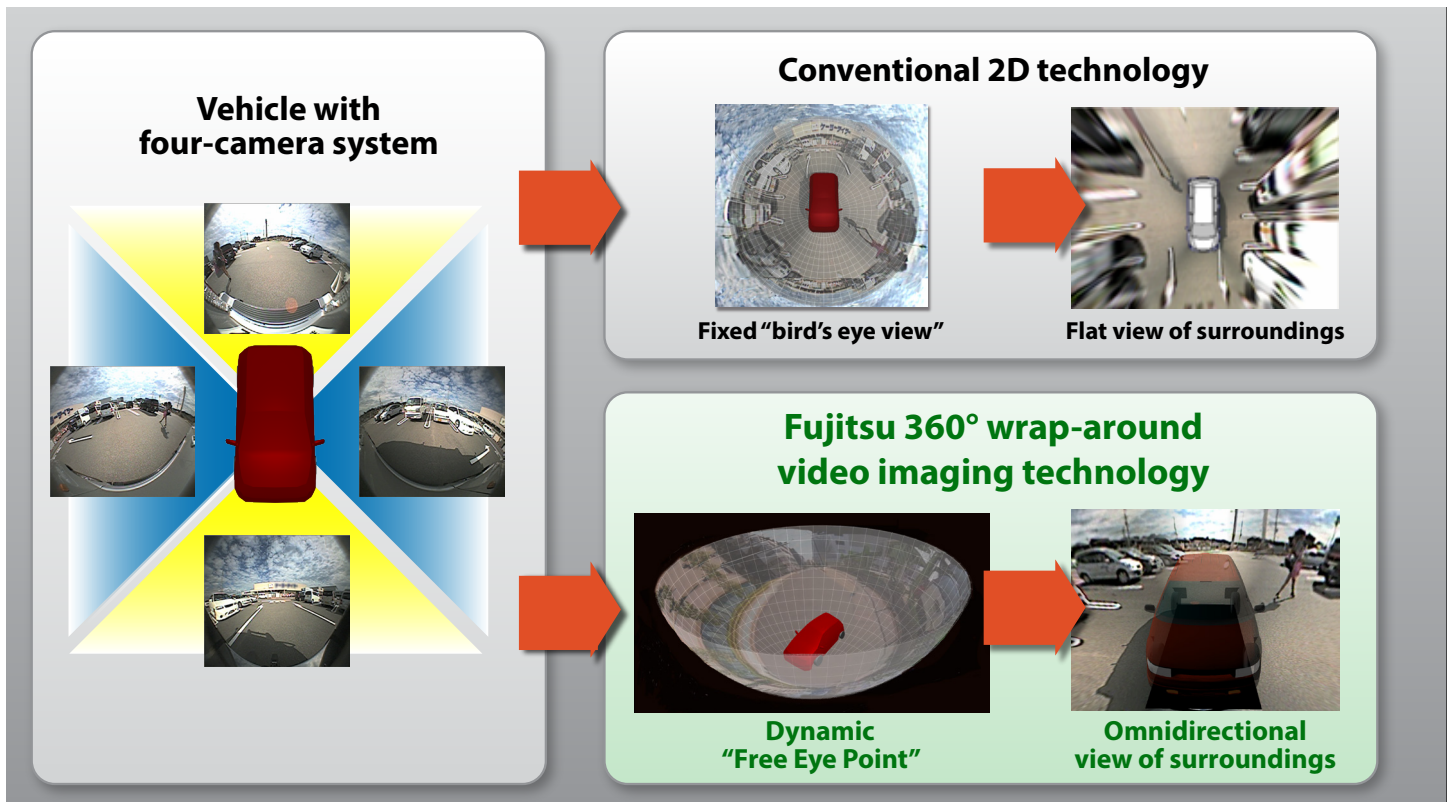 Vehicle with
four-camera system
Conventional 2D technology
Fixed “bird’s eye view”
Flat view of surroundings
Fujitsu 360° wrap-around
video imaging technology
Dynamic
“Free Eye Point”
Omnidirectional
view of surroundings